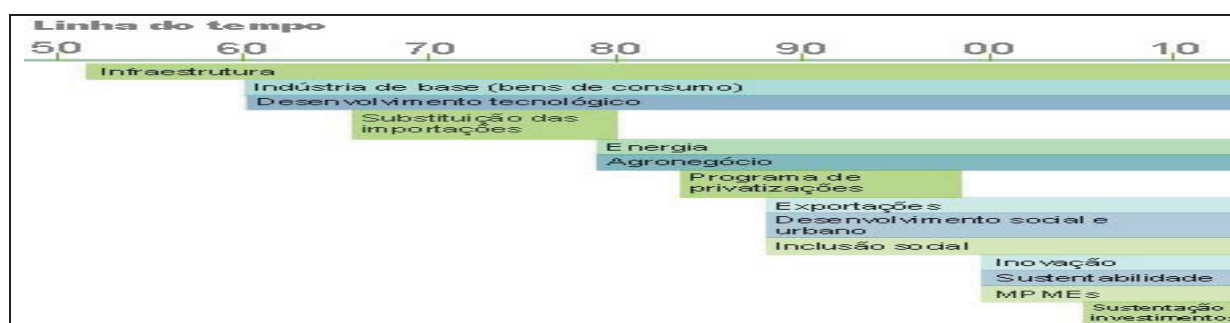 Linha do tempo
50 60 70 80 90 00 10
Infraestrutura
Indústria de base (bens de consumo)
Desenvolvimento tecnológico
Substituição das
importações
Energia
Agronegócio
Programa de
privatizações
Exportações
Desenvolvimento social e
urbano
Inclusão social
Inovação
Sustentabilidade
MPMEs
Sustentação
investimento